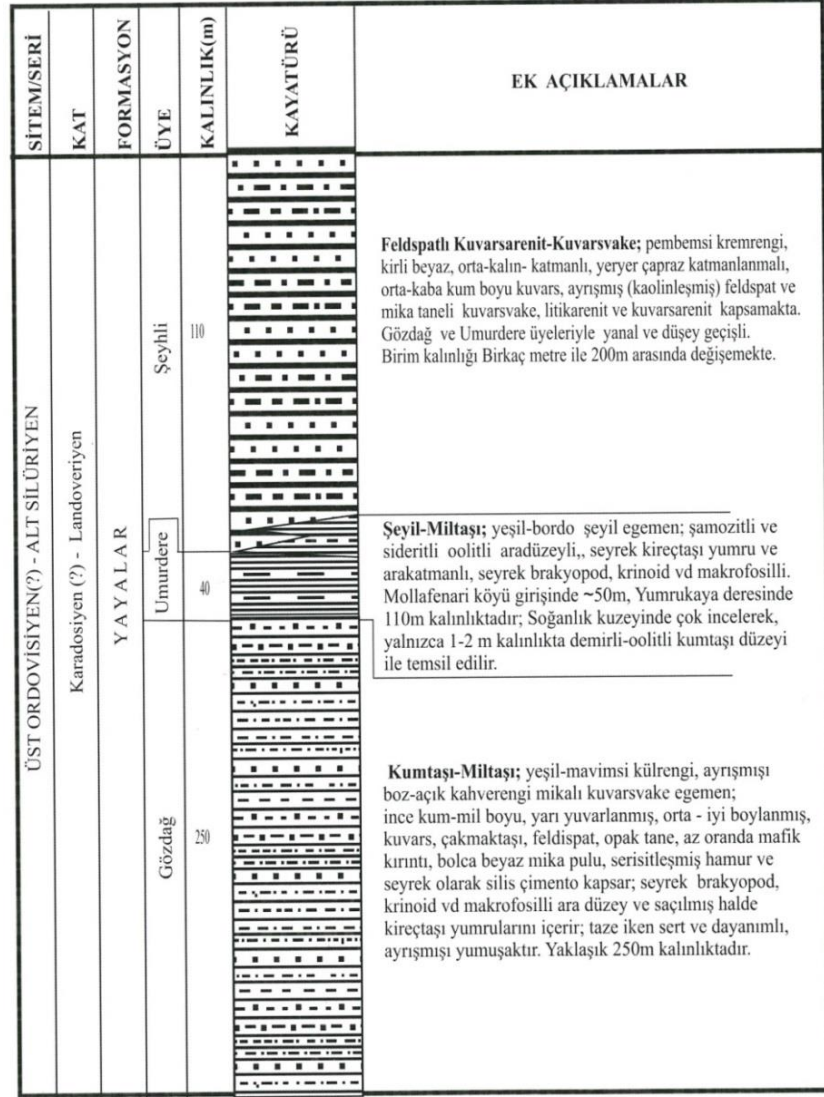 SİTEM/SERİ
KAT
FORMASYON
ÜYE
KALINLIK(m)
KAYATÜRÜ
EK AÇIKLAMALAR
ÜST ORDOVİSİYEN(?) - ALT SİLÜRİYEN
Karadosiyen (?) - Landoveriyen
YAYALAR
Şeyhli
110
Feldspatlı Kuvarsarenit-Kuvarsvake; pembemsi kremrengi,
kirli beyaz, orta-kalın- katmanlı, yeryer çapraz katmanlanmalı,
orta-kaba kum boyu kuvars, ayrışmış (kaolinleşmiş) feldspat ve
mika taneli kuvarsvake, litikarenit ve kuvarsarenit kapsamakta.
Gözdağ ve Umurdere üyeleriyle yanal ve düşey geçişli.
Birim kalınlığı Birkaç metre ile 200m arasında değişemekte.
Umurdere
40
Şeyil-Miltaşı; yeşil-bordo şeyil egemen; şamozitli ve
sideritli oolitli aradüzeyli,, seyrek kireçtaşı yumru ve
arakatmanlı, seyrek brakyopod, krinoid vd makrofosilli.
Mollafenari köyü girişinde ~50m, Yumrukaya deresinde
110m kalınlıktadır; Soğanlık kuzeyinde çok incelerek,
yalnızca 1-2 m kalınlıkta demirli-oolitli kumtaşı düzeyi
ile temsil edilir.
Gözdağ
250
Kumtaşı-Miltaşı; yeşil-mavimsi külrengi, ayrışmışı
boz-açık kahverengi mikalı kuvarsvake egemen;
ince kum-mil boyu, yarı yuvarlanmış, orta - iyi boylanmış,
kuvars, çakmaktaşı, feldispat, opak tane, az oranda mafik
kırıntı, bolca beyaz mika pulu, serisitleşmiş hamur ve
seyrek olarak silis çimento kapsar; seyrek brakyopod,
krinoid vd makrofosilli ara düzey ve saçılmış halde
kireçtaşı yumrularını içerir; taze iken sert ve dayanımlı,
ayrışmışı yumuşaktır. Yaklaşık 250m kalınlıktadır.